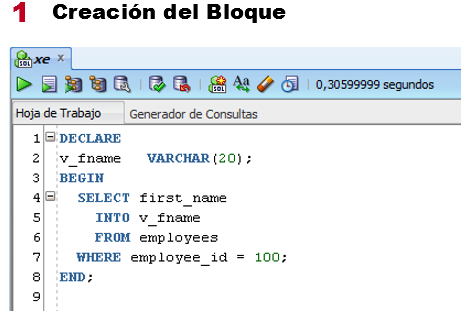 1 Creación del Bloque
SQL xe ×
0,30599999 segundos
Hoja de Trabajo Generador de Consultas
1 DECLARE
2 v_fname VARCHAR(20);
3 BEGIN
4 SELECT first_name
5 INTO v_fname
6 FROM employees
7 WHERE employee_id = 100;
8 END;
9